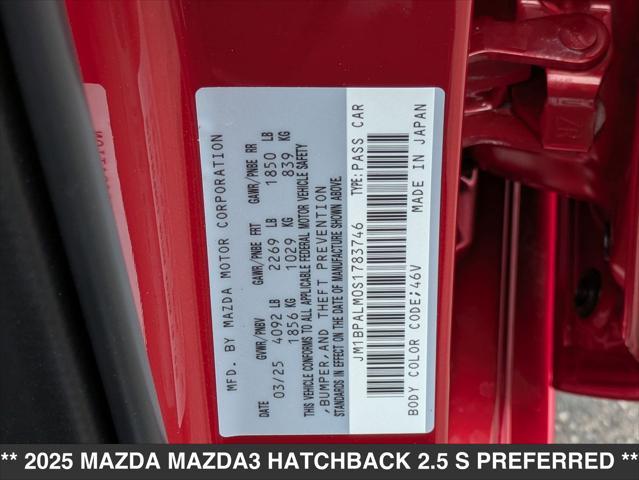 MFD. BY MAZDA MOTOR CORPORATION
DATE GVWR/PNBV GAWR/PNBE FRT GAWR/PNBE RR
03/25 4092 LB 2269 LB 1850 LB
1856 KG 1029 KG 839 KG
THIS VEHICLE CONFORMS TO ALL APPLICABLE FEDERAL MOTOR VEHICLE SAFETY
,BUMPER,AND THEFT PREVENTION
STANDARDS IN EFFECT ON THE DATE OF MANUFACTURE SHOWN ABOVE.
JM1BPALM0S1783746 TYPE:PASS CAR
BODY COLOR CODE;46V MADE IN JAPAN
** 2025 MAZDA MAZDA3 HATCHBACK 2.5 S PREFERRED **